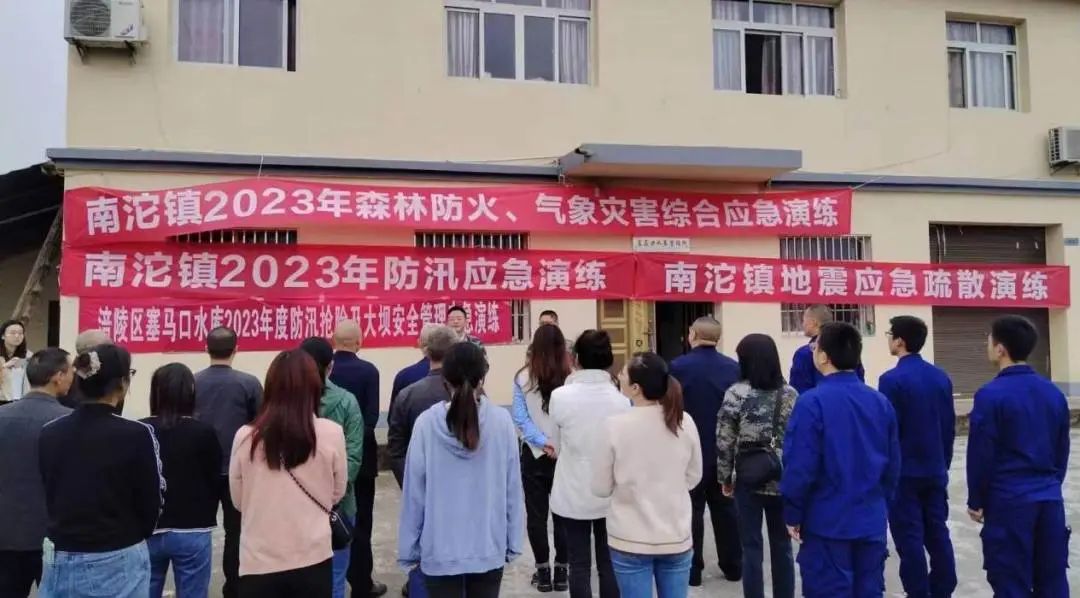 南沱镇2023年森林防火、气象灾害综合应急演练
南沱镇2023年防汛应急演练
南沱镇地震应急疏散演练
涪陵区塞马口水库2023年度防汛抢险及大坝安全管理应急演练